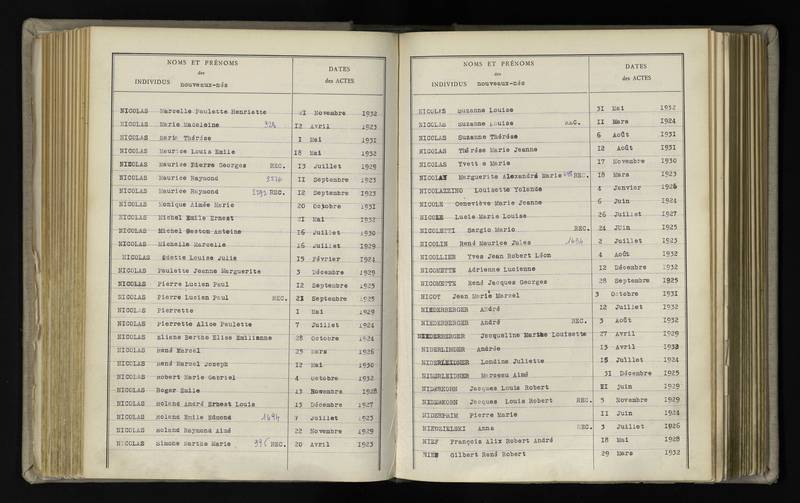 NOMS ET PRÉNOMS
des
INDIVIDUS nouveaux-nés
DATES
des ACTES
NICOLAS Marcelle Paulette Henriette 21 Novembre 1932
NICOLAS Marie Madeleine 12 Avril 1923
NICOLAS Marie Thérèse 1 Mai 1931
NICOLAS Maurice Louis Emile 18 Mai 1932
NICOLAS Maurice Pierre Georges REC. 13 Juillet 1929
NICOLAS Maurice Raymond 11 Septembre 1923
NICOLAS Maurice Raymond REC. 12 Septembre 1923
NICOLAS Monique Aimée Marie 20 Octobre 1931
NICOLAS Michel Emile Ernest 21 Mai 1932
NICOLAS Michel Gaston Antoine 16 Juillet 1930
NICOLAS Michelle Marcelle 16 Juillet 1929
NICOLAS Odette Louise Julie 15 Février 1924
NICOLAS Paulette Jeanne Marguerite 3 Décembre 1929
NICOLAS Pierre Lucien Paul 12 Septembre 1925
NICOLAS Pierre Lucien Paul REC. 21 Septembre 1925
NICOLAS Pierrette 1 Mai 1929
NICOLAS Pierrette Alice Paulette 7 Juillet 1924
NICOLAS Eliane Berthe Elise Emilienne 28 Octobre 1924
NICOLAS René Marcel 25 Mars 1926
NICOLAS René Marcel Joseph 12 Mai 1930
NICOLAS Robert Marie Gabriel 4 Octobre 1932
NICOLAS Roger Emile 13 Novembre 1928
NICOLAS Roland André Ernest Louis 13 Décembre 1927
NICOLAS Roland Emile Edmond 1494 7 Juillet 1923
NICOLAS Roland Raymond Aimé 22 Novembre 1929
NICOLAS Simone Marthe Marie REC. 20 Avril 1923
NOMS ET PRÉNOMS
des
INDIVIDUS nouveaux-nés
DATES
des ACTES
NICOLAS Suzanne Louise 31 Mai 1932
NICOLAS Suzanne Louise REC. 11 Mars 1924
NICOLAS Suzanne Thérèse 6 Août 1931
NICOLAS Thérèse Marie Jeanne 12 Août 1931
NICOLAS Yvette Marie 17 Novembre 1930
NICOLAY Marguerite Alexandre Marie REC. 18 Mars 1923
NICOLAZZINO Louisette Yolande 4 Janvier 1926
NICOLE Geneviève Marie Jeanne 6 Juin 1924
NICOLE Lucie Marie Louise 26 Juillet 1927
NICOLETTI Sergio Mario REC. 24 Juin 1925
NICOLIN René Maurice Jules 1494 2 Juillet 1923
NICOLLIER Yves Jean Robert Léon 4 Août 1932
NICOMETTE Adrienne Lucienne 12 Décembre 1932
NICOMETTE René Jacques Georges 28 Septembre 1925
NICOT Jean Marie Marcel 3 Octobre 1931
NIEDERBERGER André 12 Juillet 1932
NIEDERBERGER André REC. 3 Août 1932
NIEDERBERGER Jacqueline Marthe Louisette 27 Avril 1929
NIDERLINDER Andrée 13 Avril 1932
NIDERLEIDNER Londine Juliette 15 Juillet 1924
NIDERLEIDNER Marceau Aimé 31 Décembre 1925
NIDERKORN Jacques Louis Robert 21 juin 1929
NIDERKORN Jacques Louis Robert REC. 5 Novembre 1929
NIDERPRIM Pierre Marie 11 Juin 1924
NIEDZIELSKI Anna REC. 3 Juillet 1926
NIEF François Alix Robert André 18 Mai 1928
NIEF Gilbert René Robert 29 Mars 1932